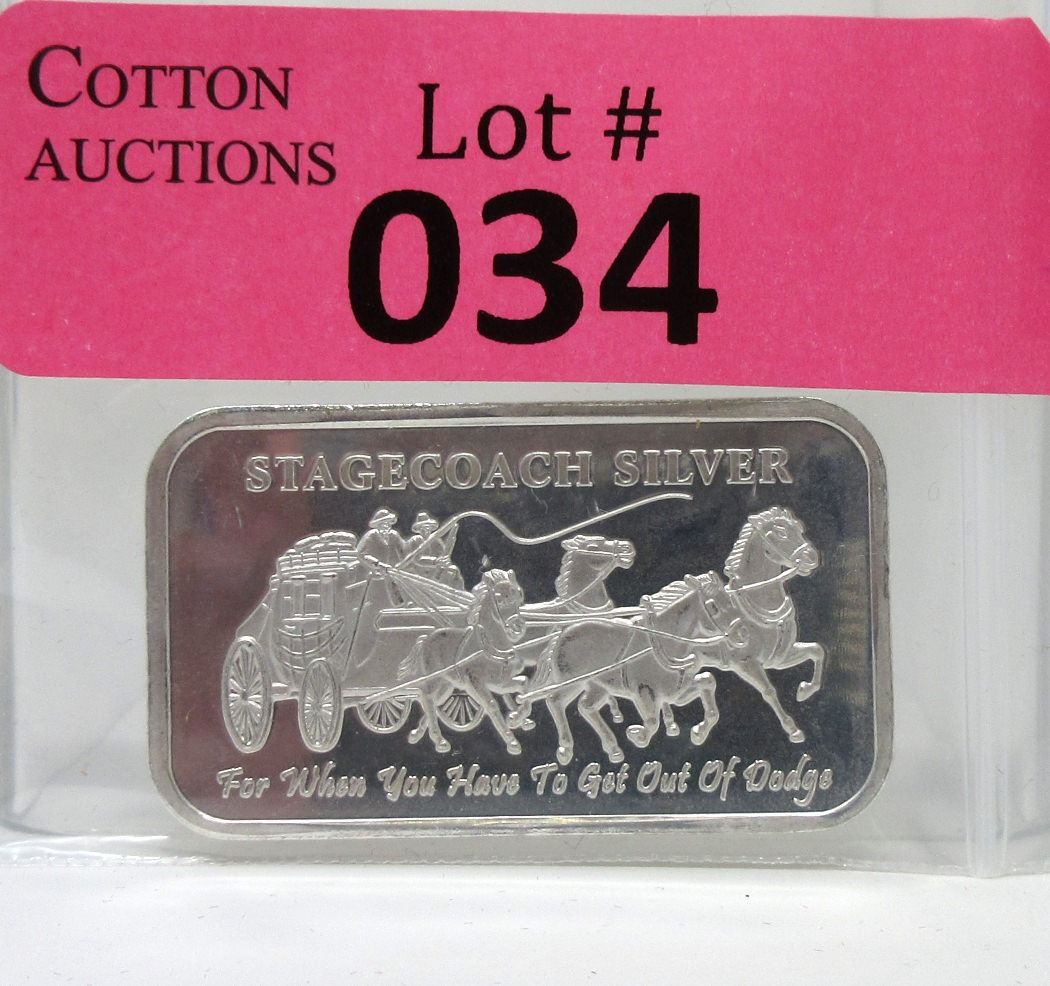 COTTON
AUCTIONS
Lot #
034
STAGECOACH SILVER
For When You Have To Get Out Of Dodge